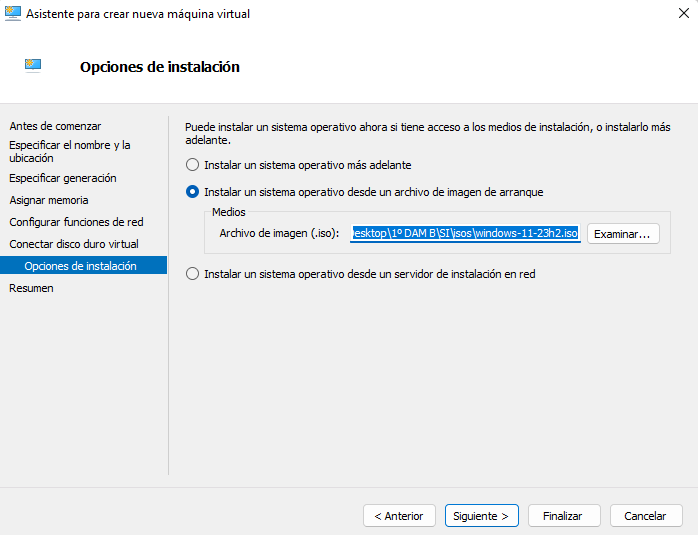 Asistente para crear nueva máquina virtual
Opciones de instalación
Antes de comenzar
Especificar el nombre y la
ubicación
Especificar generación
Asignar memoria
Configurar funciones de red
Conectar disco duro virtual
Opciones de instalación
Resumen
Puede instalar un sistema operativo ahora si tiene acceso a los medios de instalación, o instalarlo más
adelante.
Instalar un sistema operativo más adelante
Instalar un sistema operativo desde un archivo de imagen de arranque
Medios
Archivo de imagen (.iso): esktop\1º DAM B\SI\isos\windows-11-23h2.iso Examinar...
Instalar un sistema operativo desde un servidor de instalación en red
< Anterior Siguiente > Finalizar Cancelar